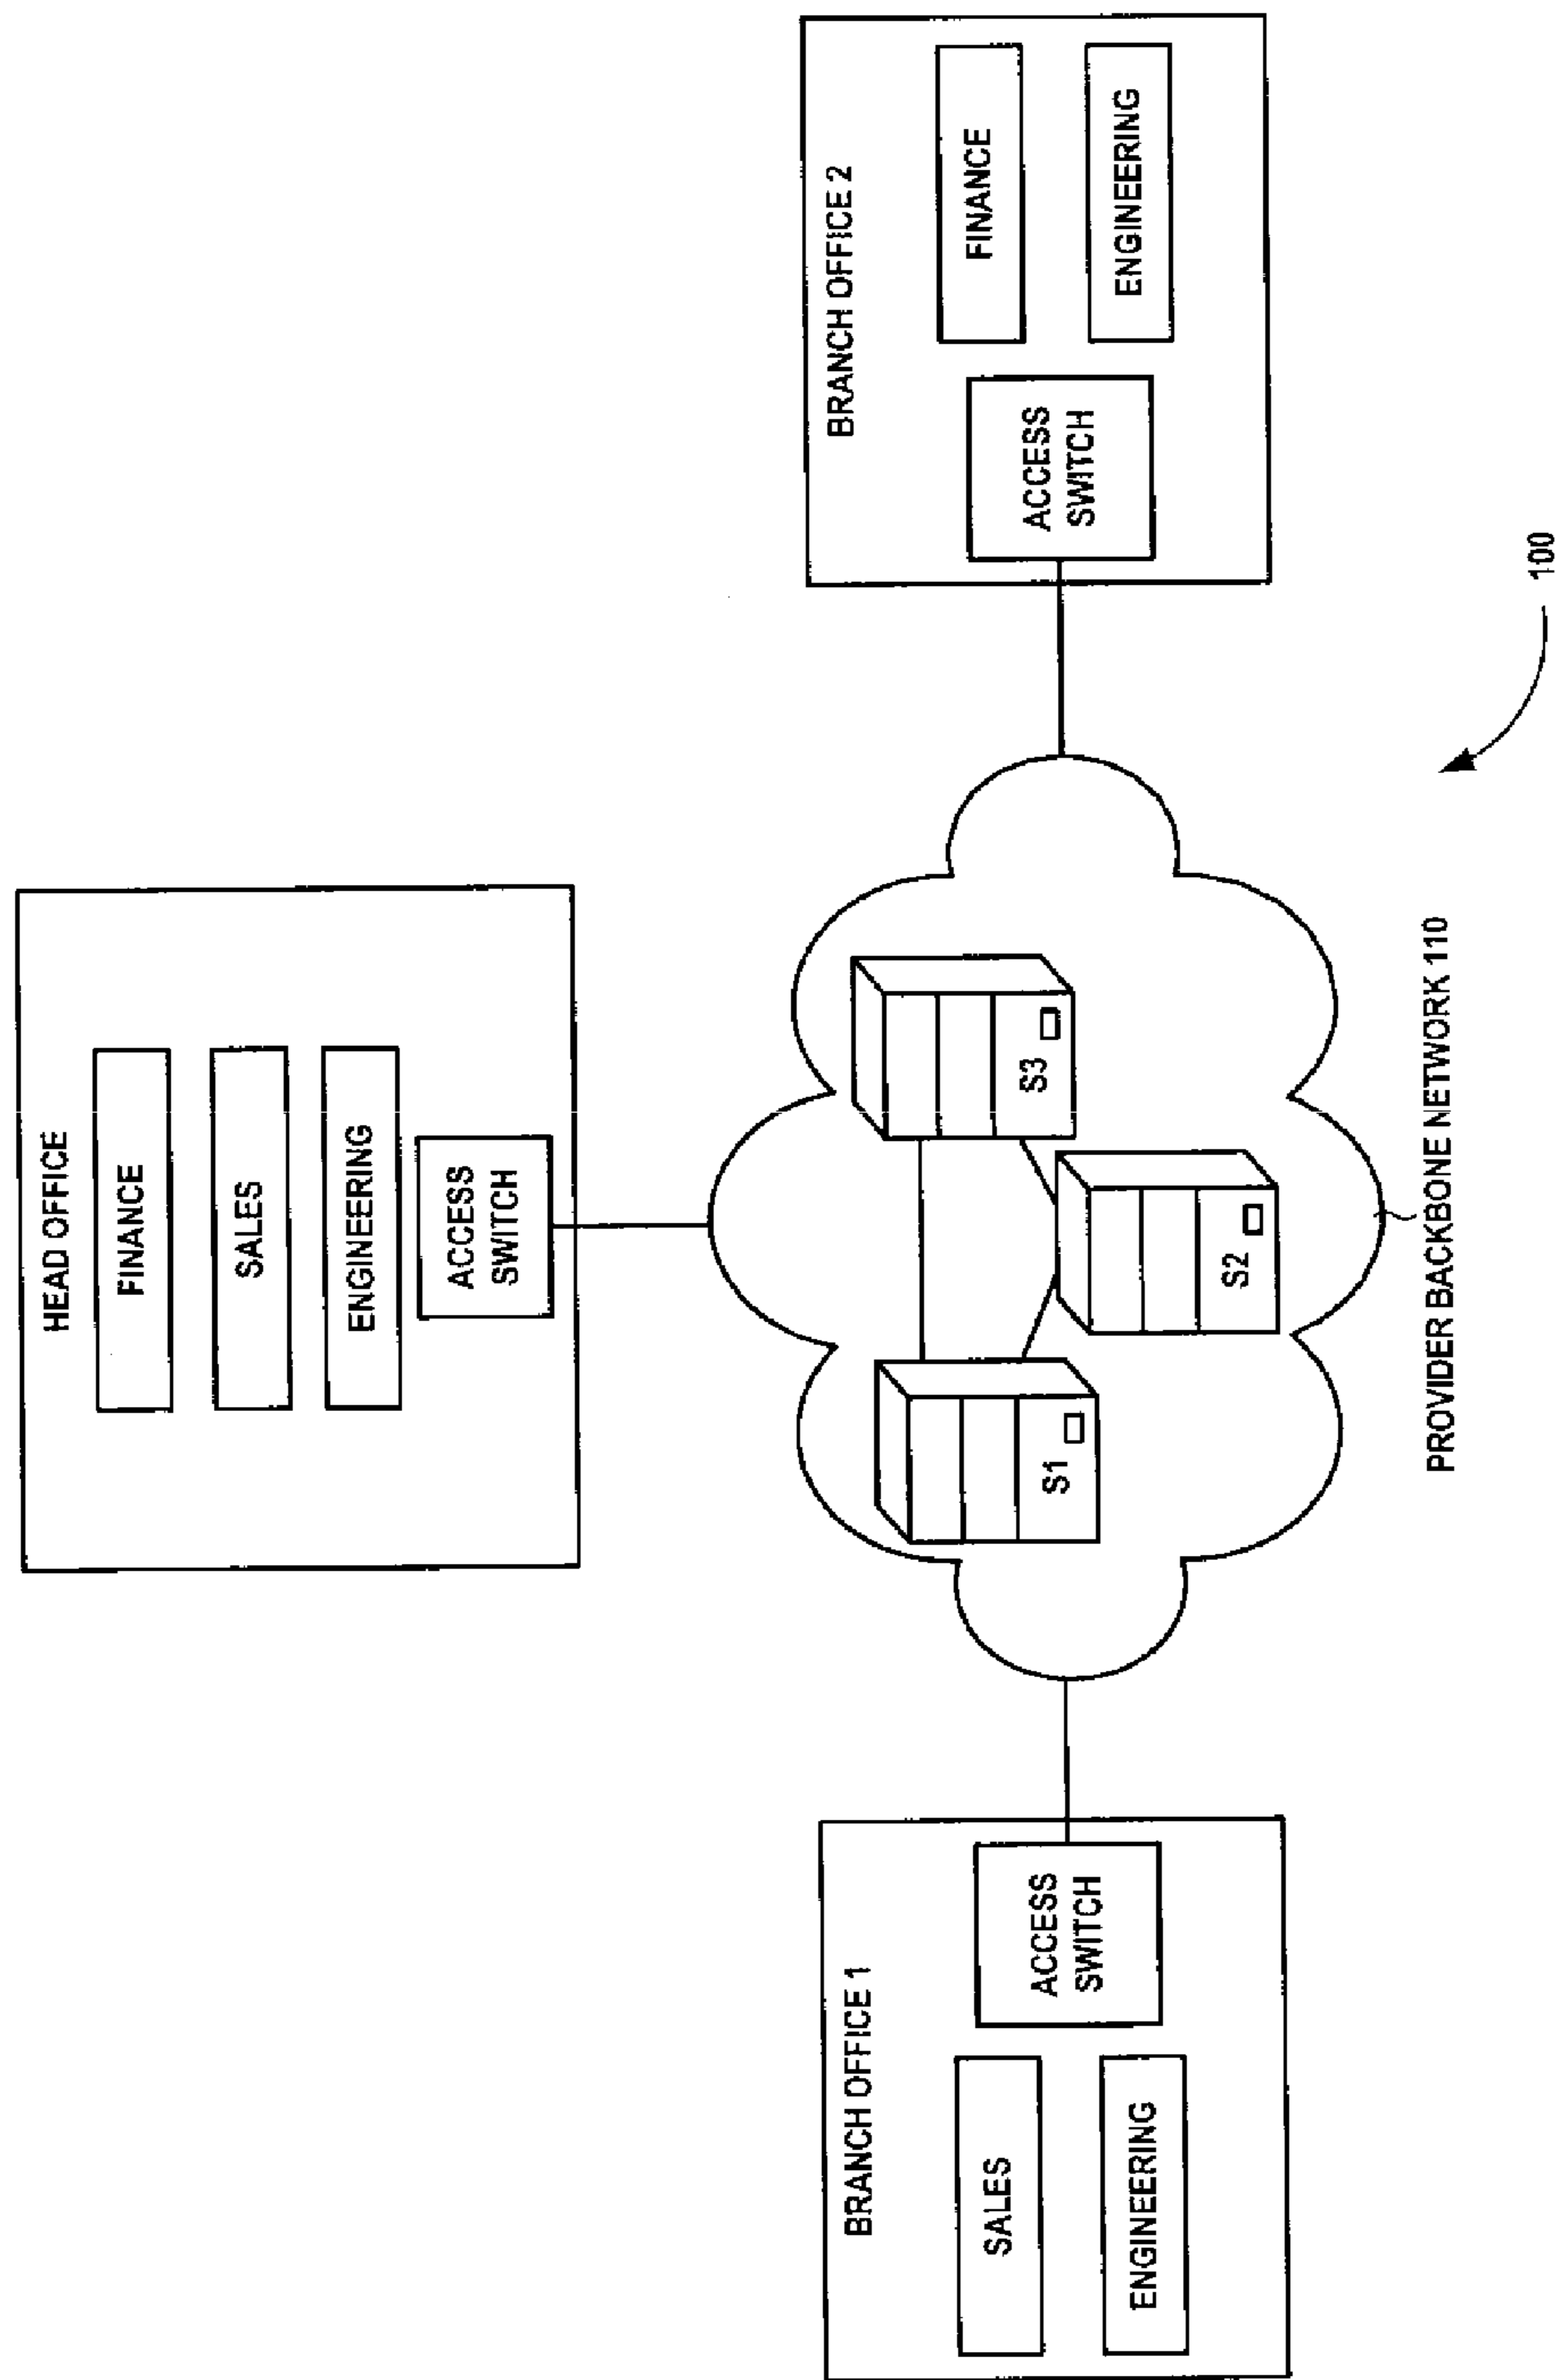 HEAD OFFICE
FINANCE
SALES
ENGINEERING
ACCESS
SWITCH
BRANCH OFFICE 1
SALES
ENGINEERING
ACCESS
SWITCH
S1
S2
S3
BRANCH OFFICE 2
ACCESS
SWITCH
FINANCE
ENGINEERING
PROVIDER BACKBONE NETWORK 110
100